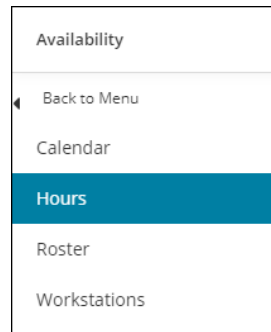 Availability
Back to Menu
Calendar
Hours
Roster
Workstations